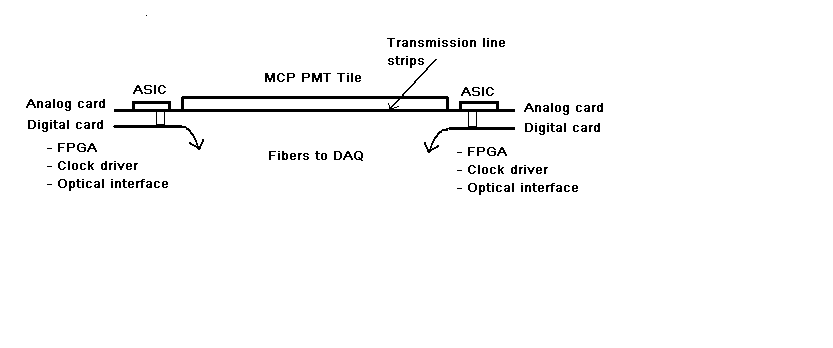 Transmission line
strips
ASIC
MCP PMT Tile
ASIC
Analog card
Analog card
Digital card
Digital card
- FPGA
- Clock driver
- Optical interface
Fibers to DAQ
- FPGA
- Clock driver
- Optical interface